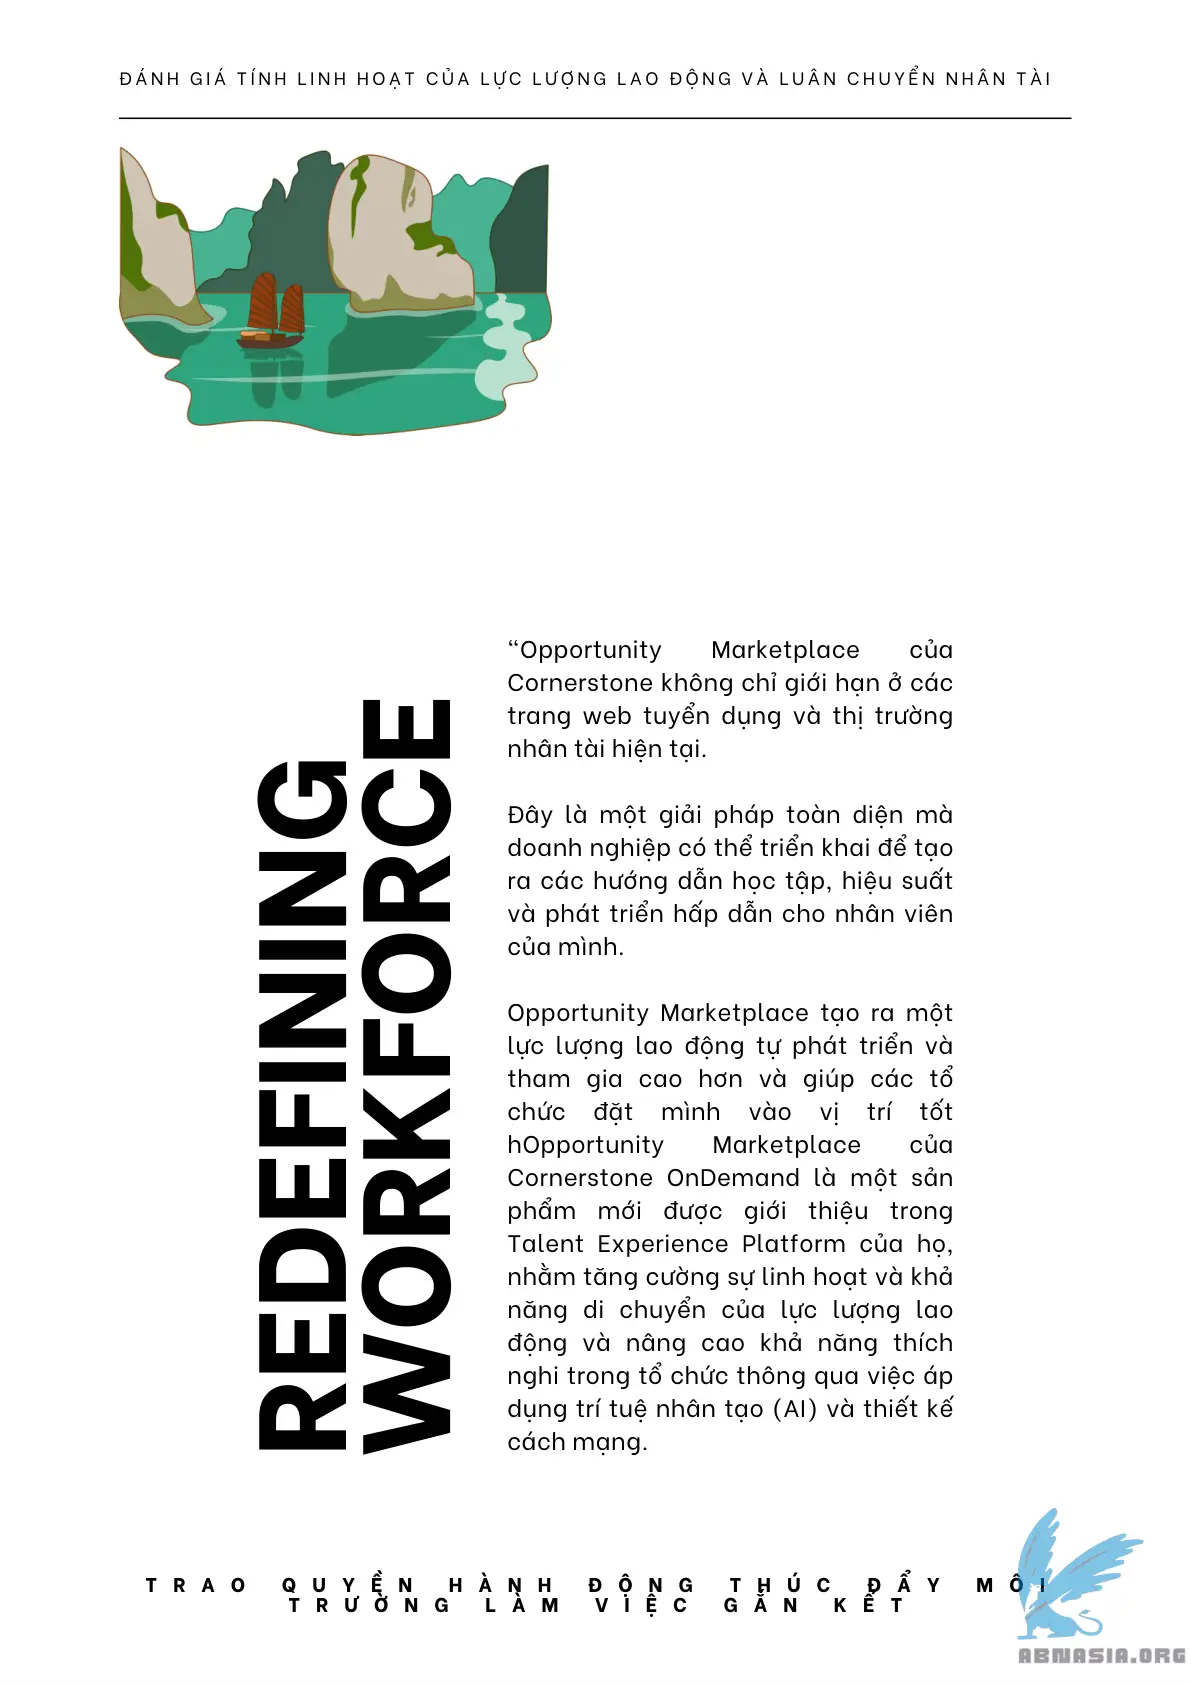 ĐÁNH GIÁ TÍNH LINH HOẠT CỦA LỰC LƯỢNG LAO ĐỘNG VÀ LUÂN CHUYỂN NHÂN TÀI
REDEFINING
WORKFORCE
“Opportunity Marketplace của
Cornerstone không chỉ giới hạn ở các
trang web tuyển dụng và thị trường
nhân tài hiện tại.
Đây là một giải pháp toàn diện mà
doanh nghiệp có thể triển khai để tạo
ra các hướng dẫn học tập, hiệu suất
và phát triển hấp dẫn cho nhân viên
của mình.
Opportunity Marketplace tạo ra một
lực lượng lao động tự phát triển và
tham gia cao hơn và giúp các tổ
chức đặt mình vào vị trí tốt
hOpportunity Marketplace của
Cornerstone OnDemand là một sản
phẩm mới được giới thiệu trong
Talent Experience Platform của họ,
nhằm tăng cường sự linh hoạt và khả
năng di chuyển của lực lượng lao
động và nâng cao khả năng thích
nghi trong tổ chức thông qua việc áp
dụng trí tuệ nhân tạo (AI) và thiết kế
cách mạng.
TRAO QUYỀN HÀNH ĐỘNG THÚC ĐẨY MÔI
TRƯỜNG LÀM VIỆC GẮN KẾT
ABNASIA.ORG